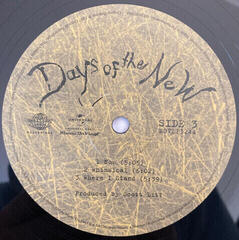 Days of the New
SIDE 3
1 Now (5:05)
2 Whimsical (6:02)
3. Where I Stand (5:39)
Produced by Scott Litt